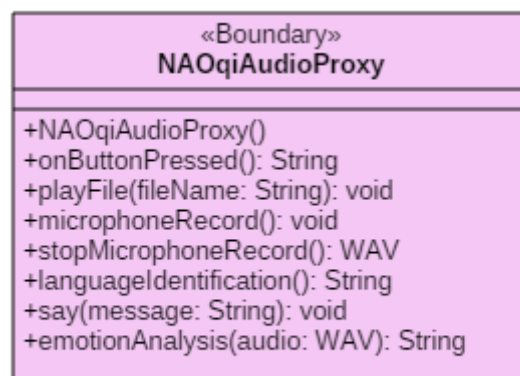 «Boundary»
NAOqiAudioProxy
+NAOqiAudioProxy()
+onButtonPressed(): String
+playFile(fileName: String): void
+microphoneRecord(): void
+stopMicrophoneRecord(): WAV
+languageIdentification(): String
+say(message: String): void
+emotionAnalysis(audio: WAV): String